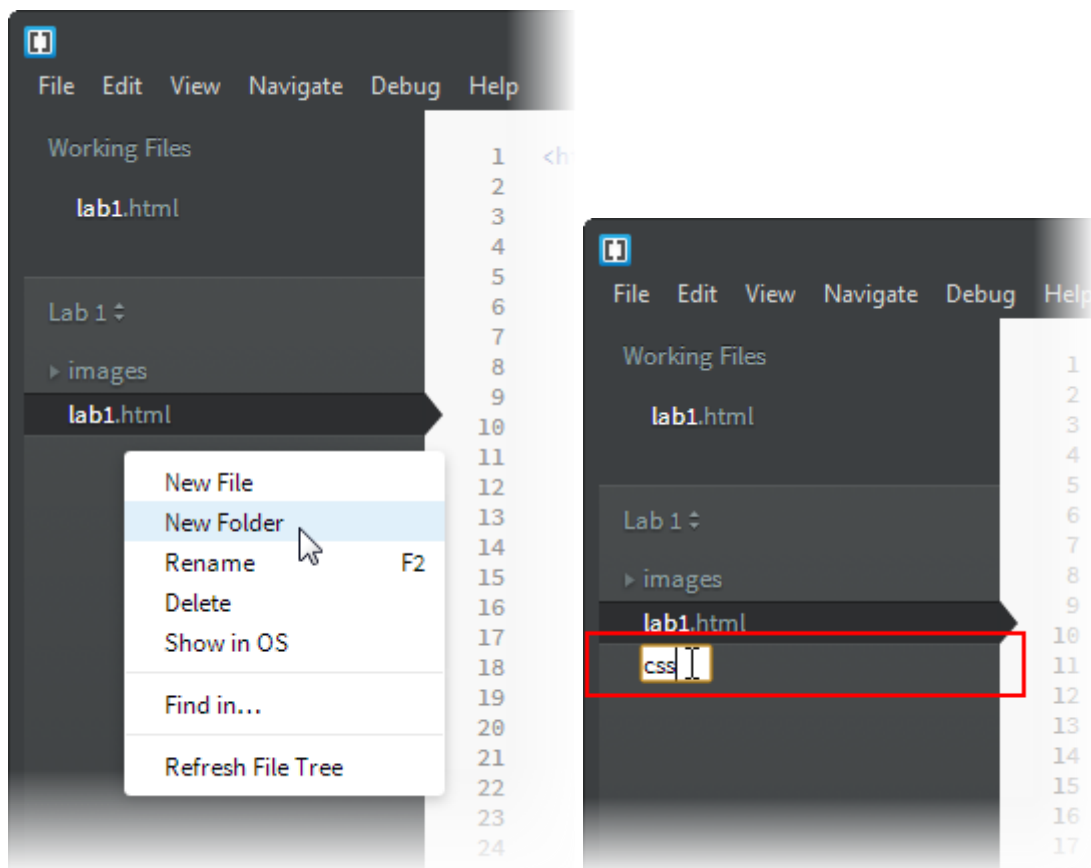 File Edit View Navigate Debug Help
Working Files
lab1.html
Lab 1
images
lab1.html
New File
New Folder
Rename F2
Delete
Show in OS
Find in...
Refresh File Tree
1 <h
2
3
4
5
6
7
8
9
10
11
12
13
14
15
16
17
18
19
20
21
22
23
24
File Edit View Navigate Debug Help
Working Files
lab1.html
Lab 1
images
lab1.html
css
1
2
3
4
5
6
7
8
9
10
11
12
13
14
15
16
17